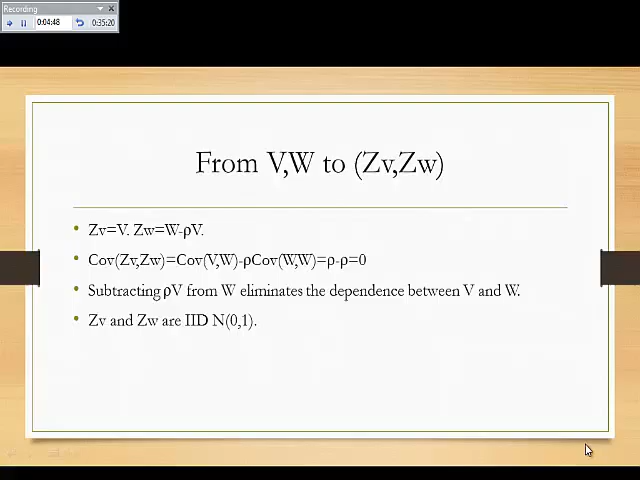 Recording
0:04:48
0:35:20
From V,W to (Zv,Zw)
Zv=V. Zw=W-ρV.
Cov(Zv,Zw)=Cov(V,W)-ρCov(W,W)=ρ-ρ=0
Subtracting ρV from W eliminates the dependence between V and W.
Zv and Zw are IID N(0,1).